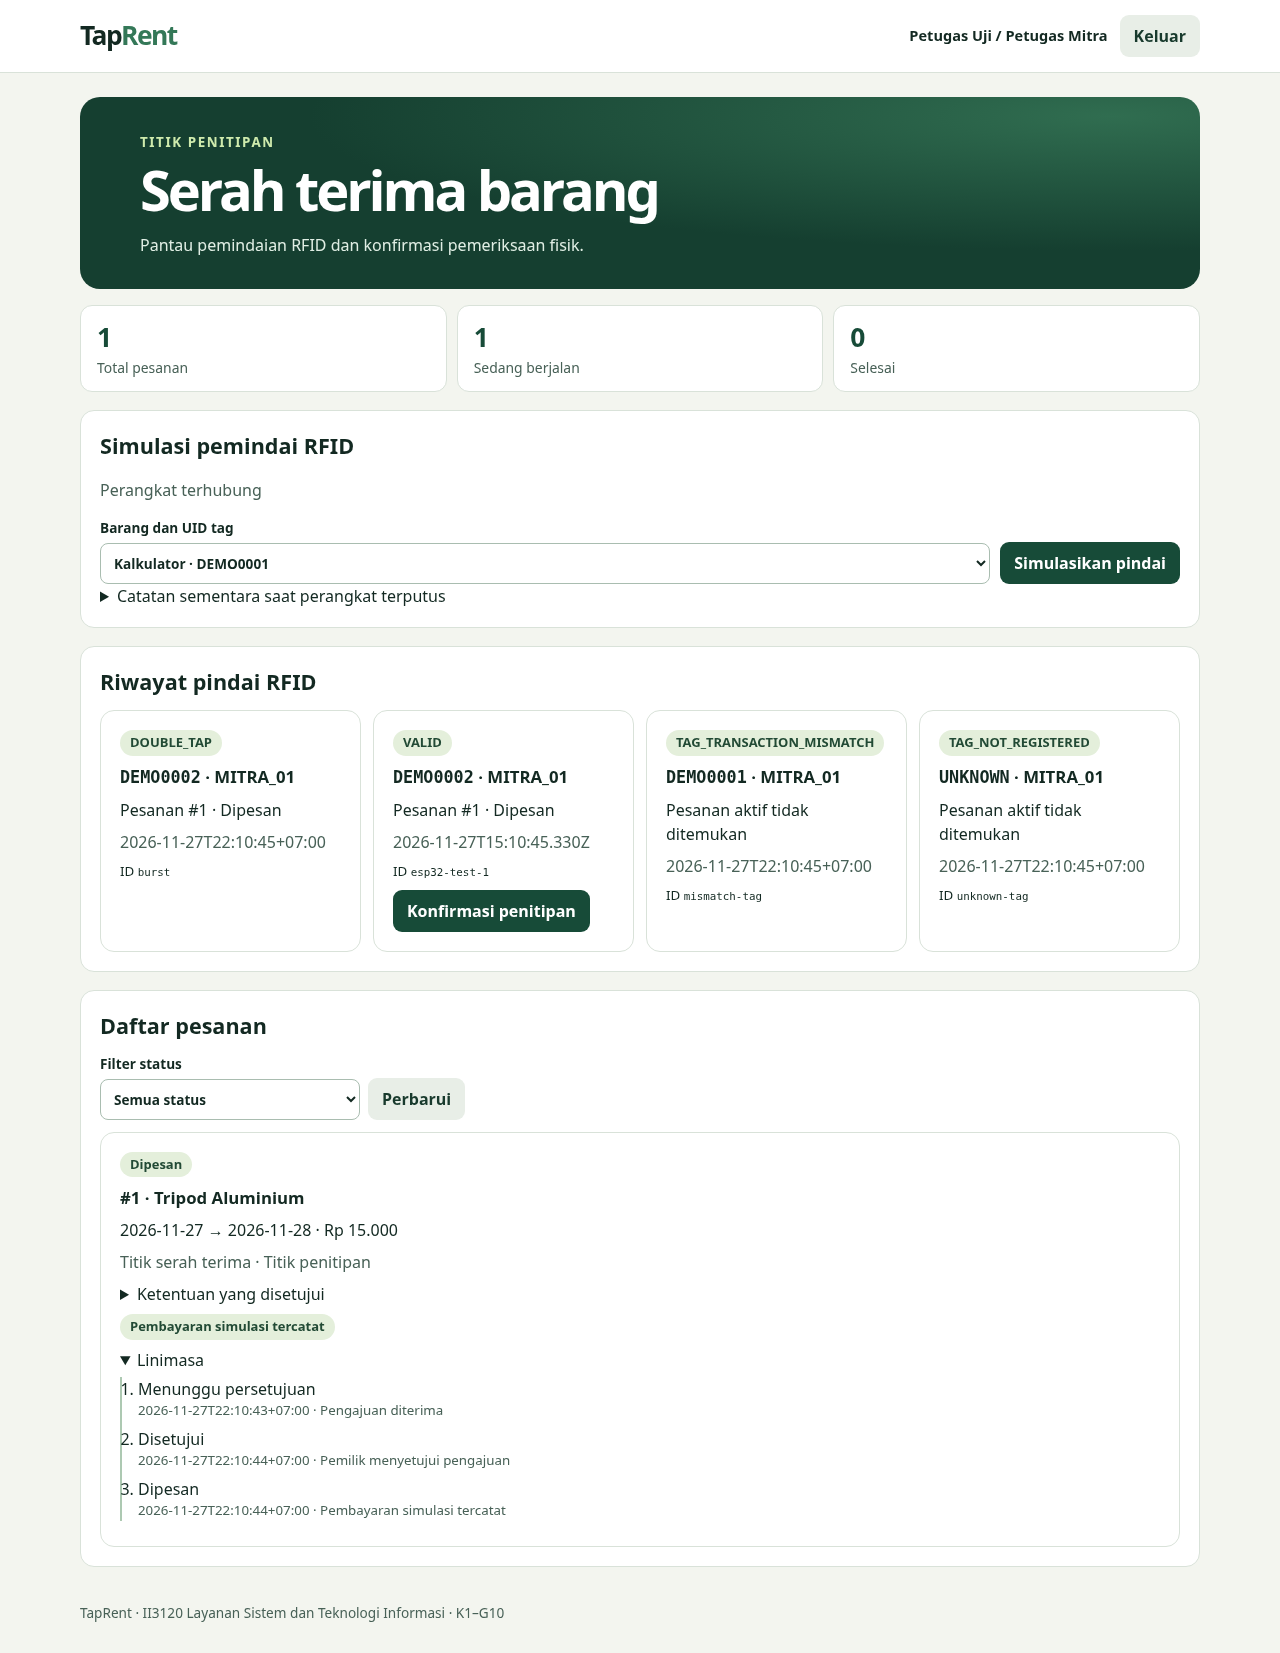 TapRent
Petugas Uji / Petugas Mitra
Keluar
TITIK PENITIPAN
Serah terima barang
Pantau pemindaian RFID dan konfirmasi pemeriksaan fisik.
1
Total pesanan
1
Sedang berjalan
0
Selesai
Simulasi pemindai RFID
Perangkat terhubung
Barang dan UID tag
Kalkulator · DEMO0001
Simulasikan pindai
Catatan sementara saat perangkat terputus
Riwayat pindai RFID
DOUBLE_TAP
DEMO0002 · MITRA_01
Pesanan #1 · Dipesan
2026-11-27T22:10:45+07:00
ID burst
VALID
DEMO0002 · MITRA_01
Pesanan #1 · Dipesan
2026-11-27T15:10:45.330Z
ID esp32-test-1
Konfirmasi penitipan
TAG_TRANSACTION_MISMATCH
DEMO0001 · MITRA_01
Pesanan aktif tidak
ditemukan
2026-11-27T22:10:45+07:00
ID mismatch-tag
TAG_NOT_REGISTERED
UNKNOWN · MITRA_01
Pesanan aktif tidak
ditemukan
2026-11-27T22:10:45+07:00
ID unknown-tag
Daftar pesanan
Filter status
Semua status
Perbarui
Dipesan
#1 · Tripod Aluminium
2026-11-27 → 2026-11-28 · Rp 15.000
Titik serah terima · Titik penitipan
Ketentuan yang disetujui
Pembayaran simulasi tercatat
Linimasa
1. Menunggu persetujuan
2026-11-27T22:10:43+07:00 · Pengajuan diterima
2. Disetujui
2026-11-27T22:10:44+07:00 · Pemilik menyetujui pengajuan
3. Dipesan
2026-11-27T22:10:44+07:00 · Pembayaran simulasi tercatat
TapRent · II3120 Layanan Sistem dan Teknologi Informasi · K1–G10